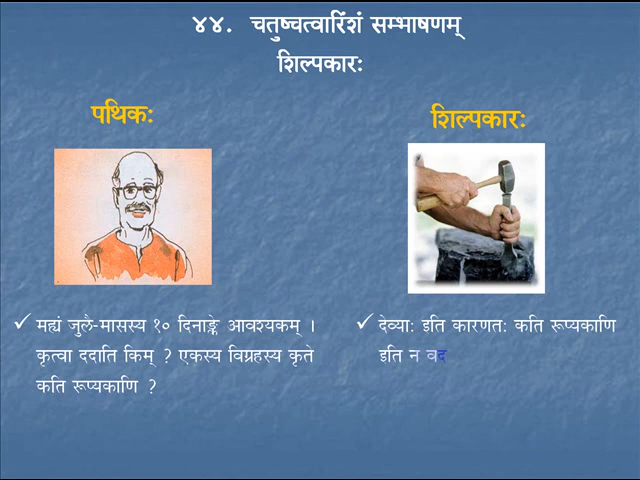 ४४. चतुष्चत्वारिंशं सम्भाषणम्
शिल्पकारः
पथिकः
शिल्पकारः
मह्यं जुलै-मासस्य १० दिनाङ्के आवश्यकम् ।
कृत्वा ददाति किम् ? एकस्य विग्रहस्य कृते
कति रूप्यकाणि ?
देव्याः इति कारणतः कति रूप्यकाणि
इति न वद